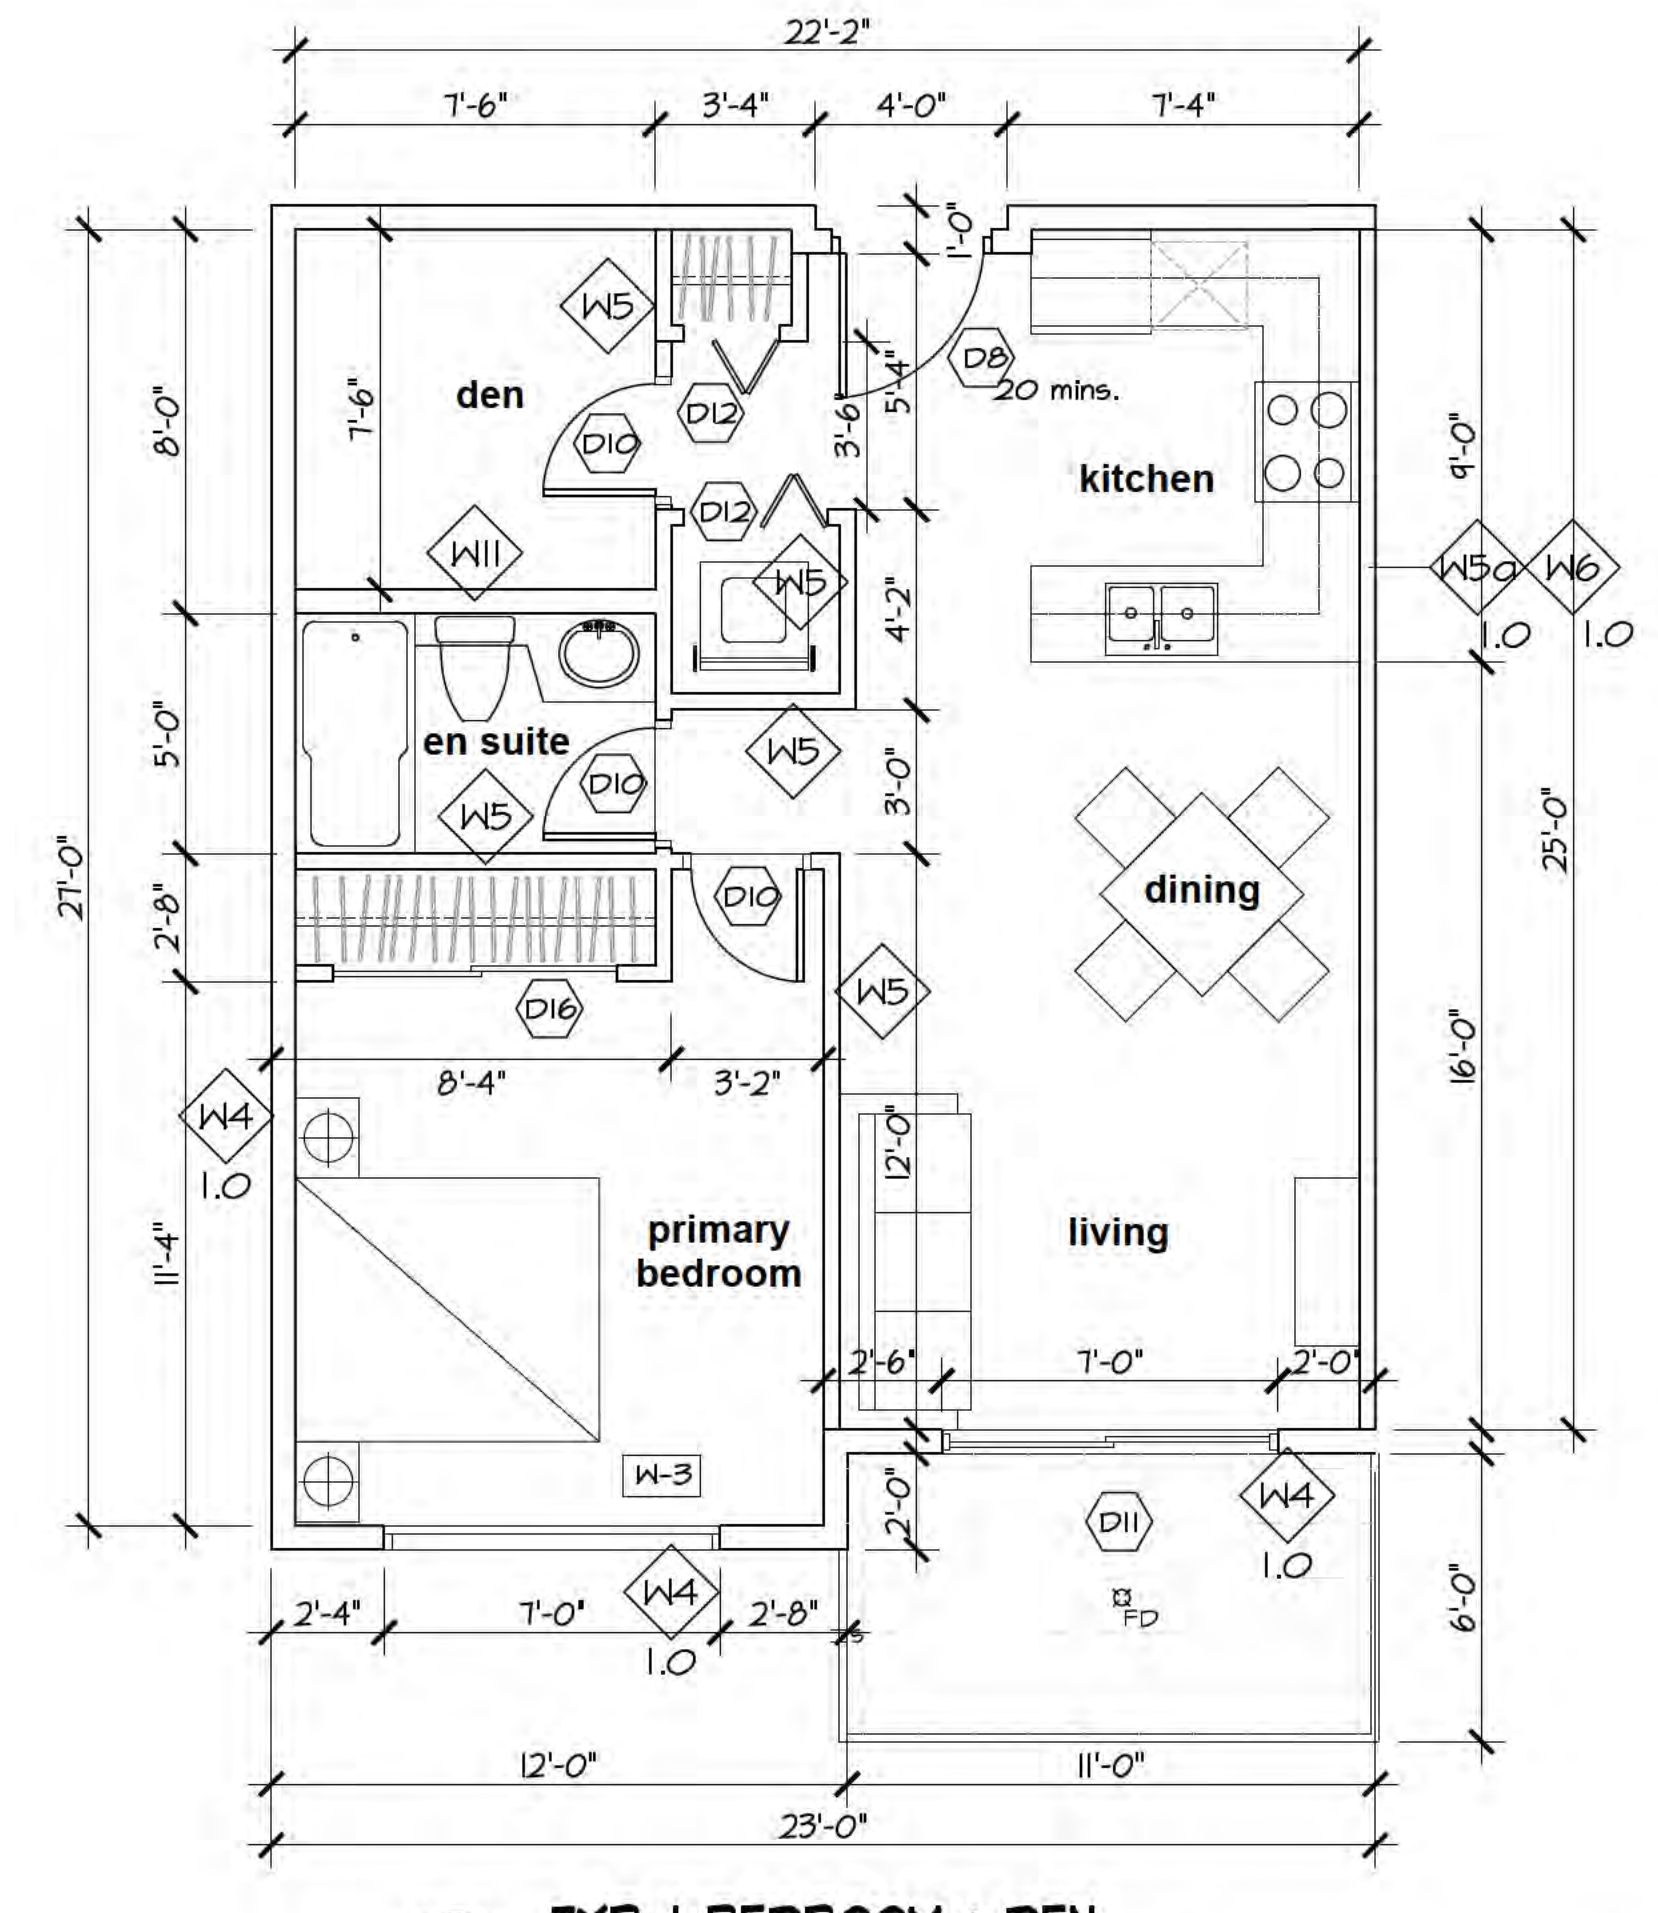 22'-2"
7'-6" 3'-4" 4'-0" 7'-4"
1'-0"
W5
D8
20 mins.
den
D12
D10
8'-0"
7'-6"
3'-6"
5'-4"
kitchen
9'-0"
D12
W11
W5
W5a W6
1.0 1.0
4'-2"
en suite
5'-0"
D10
W5
W5
3'-0"
27'-0"
25'-0"
dining
D10
2'-8"
W5
D16
8'-4" 3'-2"
16'-0"
W4
1.0
12'-0"
primary
bedroom
living
11'-4"
2'-6" 7'-0" 2'-0"
W-3
2'-0"
D11
W4
1.0
FD
6'-0"
2'-4" 7'-0" W4 2'-8"
1.0
12'-0" 11'-0"
23'-0"